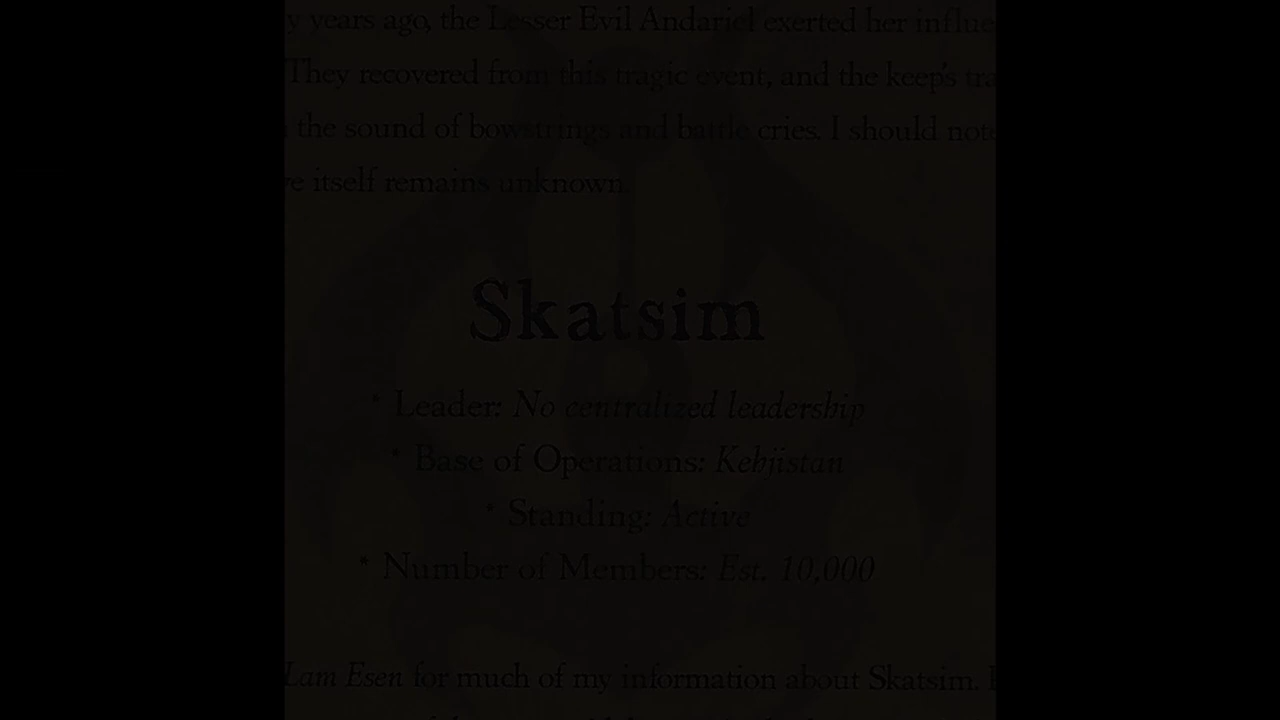 y years ago, the Lesser Evil Andariel exerted her influe
They recovered from this tragic event, and the keep's tra
the sound of bowstrings and battle cries. I should note
ve itself remains unknown.
Skatsim
* Leader: No centralized leadership
* Base of Operations: Kehjistan
* Standing: Active
* Number of Members: Est. 10,000
Lam Esen for much of my information about Skatsim. I